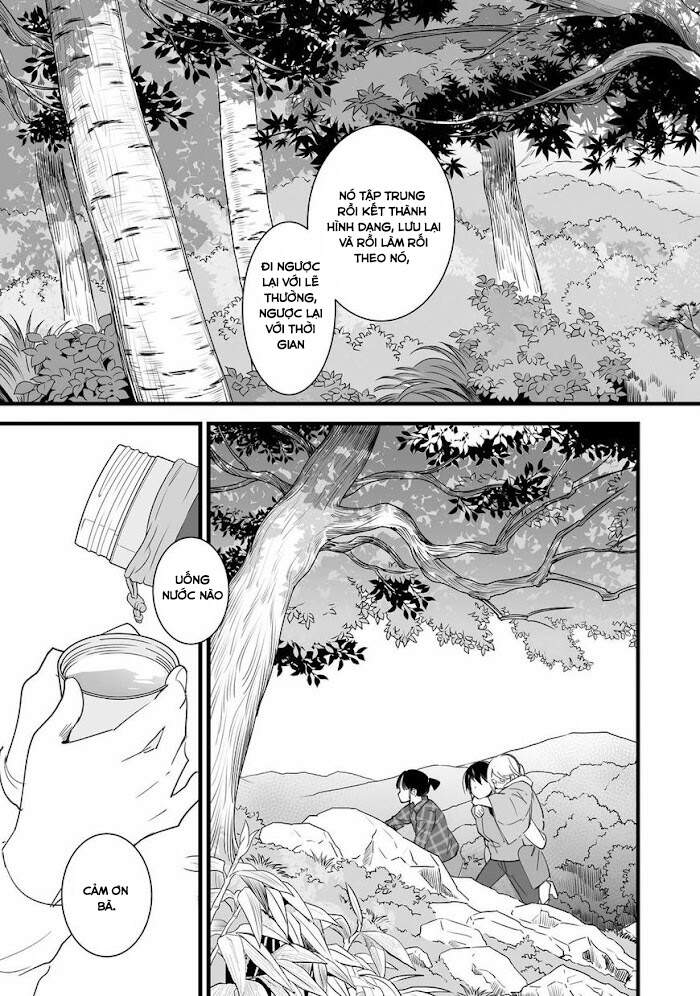 NÓ TẬP TRUNG
RỒI KẾT THÀNH
HÌNH DẠNG, LƯU LẠI
VÀ RỒI LÀM RỐI
THEO NÓ,
ĐI NGƯỢC
LẠI VỚI LẼ
THƯỜNG,
NGƯỢC LẠI
VỚI THỜI
GIAN
UỐNG
NƯỚC NÀO
CẢM ƠN
BÀ.